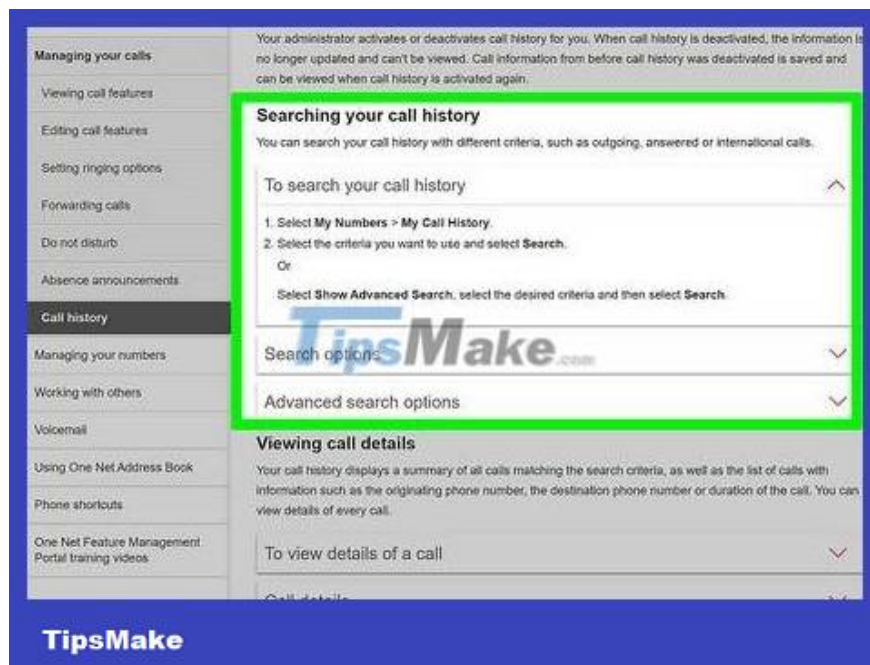 Your administrator activates or deactivates call history for you. When call history is deactivated, the information is
no longer updated and can't be viewed. Call information from before call history was deactivated is saved and
can be viewed when call history is activated again.
Managing your calls
Viewing call features
Editing call features
Setting ringing options
Forwarding calls
Do not disturb
Absence announcements
Call history
Managing your numbers
Working with others
Voicemail
Using One Net Address Book
Phone shortcuts
One Net Feature Management
Portal training videos
Searching your call history
You can search your call history with different criteria, such as outgoing, answered or international calls.
To search your call history
1. Select My Numbers > My Call History.
2. Select the criteria you want to use and select Search.
Or
Select Show Advanced Search, select the desired criteria and then select Search.
TipsMake.com
Search options
Advanced search options
Viewing call details
Your call history displays a summary of all calls matching the search criteria, as well as the list of calls with
information such as the originating phone number, the destination phone number or duration of the call. You can
view details of every call.
To view details of a call
Call details
TipsMake